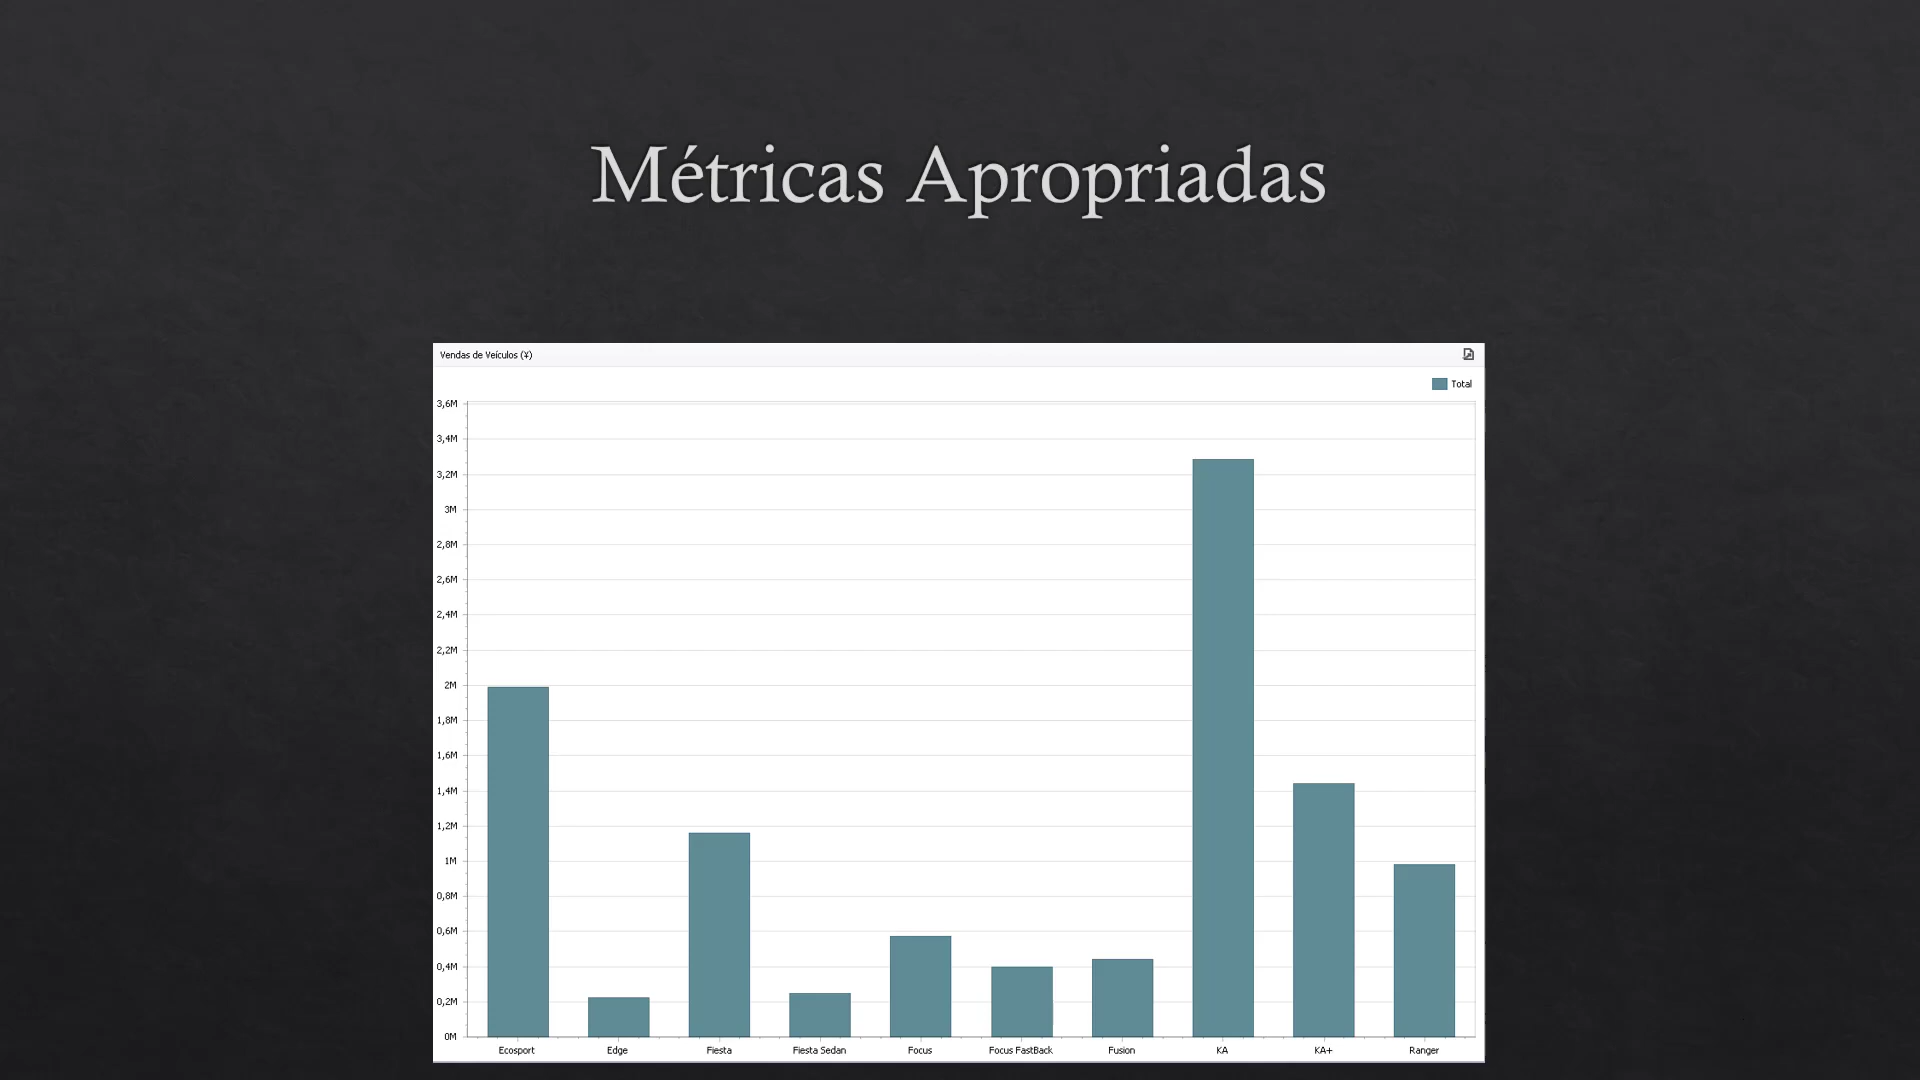 Métricas Apropriadas
Vendas de Veículos (¥)
Total
3,6M
3,4M
3,2M
3M
2,8M
2,6M
2,4M
2,2M
2M
1,8M
1,6M
1,4M
1,2M
1M
0,8M
0,6M
0,4M
0,2M
0M
Ecosport Edge Fiesta Fiesta Sedan Focus Focus FastBack Fusion KA KA+ Ranger